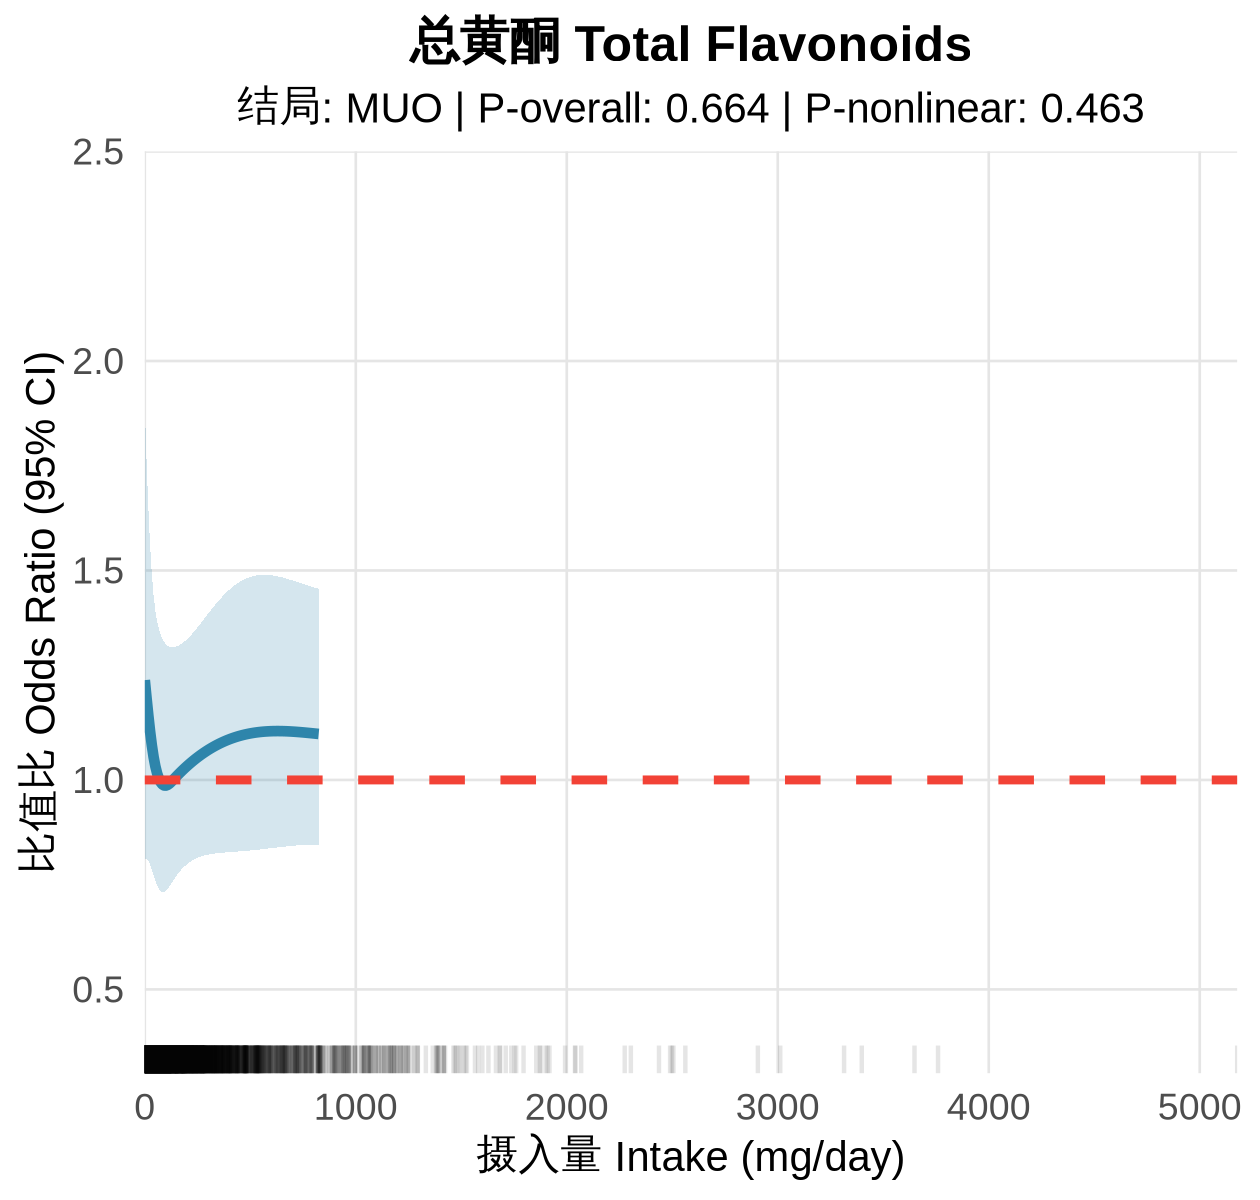 总黄酮 Total Flavonoids
结局: MUO | P-overall: 0.664 | P-nonlinear: 0.463
比值比 Odds Ratio (95% CI)
2.5
2.0
1.5
1.0
0.5
0 1000 2000 3000 4000 5000
摄入量 Intake (mg/day)